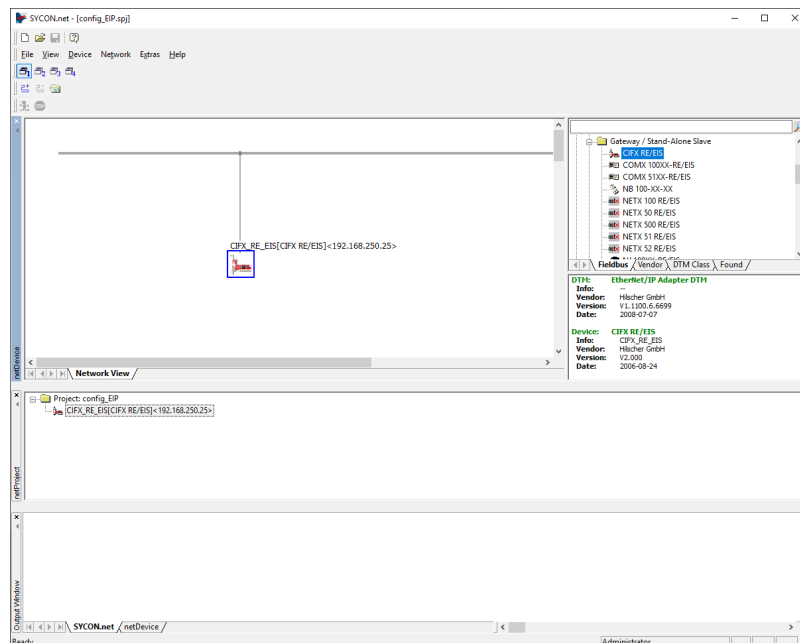 SYCON.net - [config_EIP.spj]
File View Device Network Extras Help
CIFX_RE_EIS[CIFX RE/EIS]<192.168.250.25>
Gateway / Stand-Alone Slave
CIFX RE/EIS
COMX 100XX-RE/EIS
COMX 51XX-RE/EIS
NB 100-XX-XX
NETX 100 RE/EIS
NETX 50 RE/EIS
NETX 500 RE/EIS
NETX 51 RE/EIS
NETX 52 RE/EIS
Fieldbus Vendor DTM Class Found
DTM: EtherNet/IP Adapter DTM
Info: --
Vendor: Hilscher GmbH
Version: V1.1100.6.6699
Date: 2008-07-07
Device: CIFX RE/EIS
Info: CIFX_RE_EIS
Vendor: Hilscher GmbH
Version: V2.000
Date: 2006-08-24
netDevice
Network View
Project: config_EIP
CIFX_RE_EIS[CIFX RE/EIS]<192.168.250.25>
netProject
Output Window
SYCON.net netDevice
Ready
Administrator